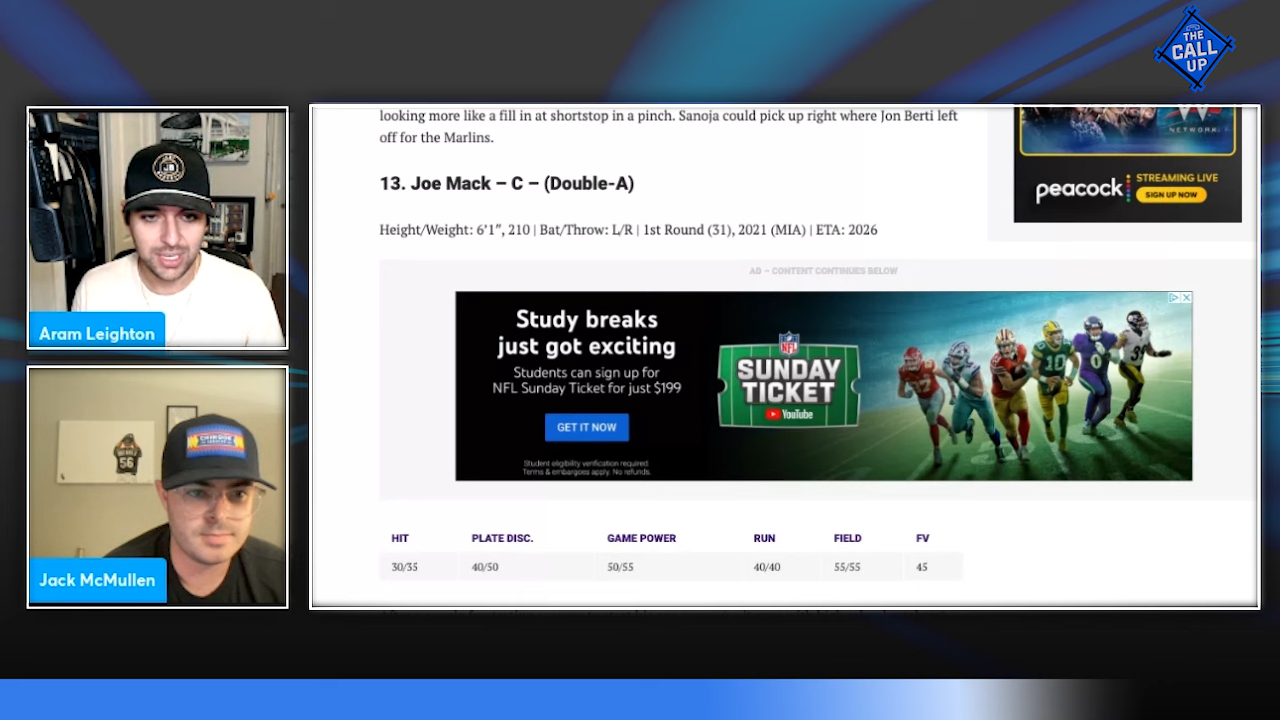 THE
CALL
UP
looking more like a fill in at shortstop in a pinch. Sanoja could pick up right where Jon Berti left
off for the Marlins.
NETWORK
peacock
STREAMING LIVE
SIGN UP NOW
13. Joe Mack – C – (Double-A)
Height/Weight: 6’1″, 210 | Bat/Throw: L/R | 1st Round (31), 2021 (MIA) | ETA: 2026
AD – CONTENT CONTINUES BELOW
Study breaks
just got exciting
Students can sign up for
NFL Sunday Ticket for just $199
GET IT NOW
Student eligibility verification required.
Terms & embargoes apply. No refunds.
NFL
SUNDAY
TICKET
YouTube
10
0
HIT PLATE DISC. GAME POWER RUN FIELD FV
30/35 40/50 50/55 40/40 55/55 45
Aram Leighton
56
Jack McMullen